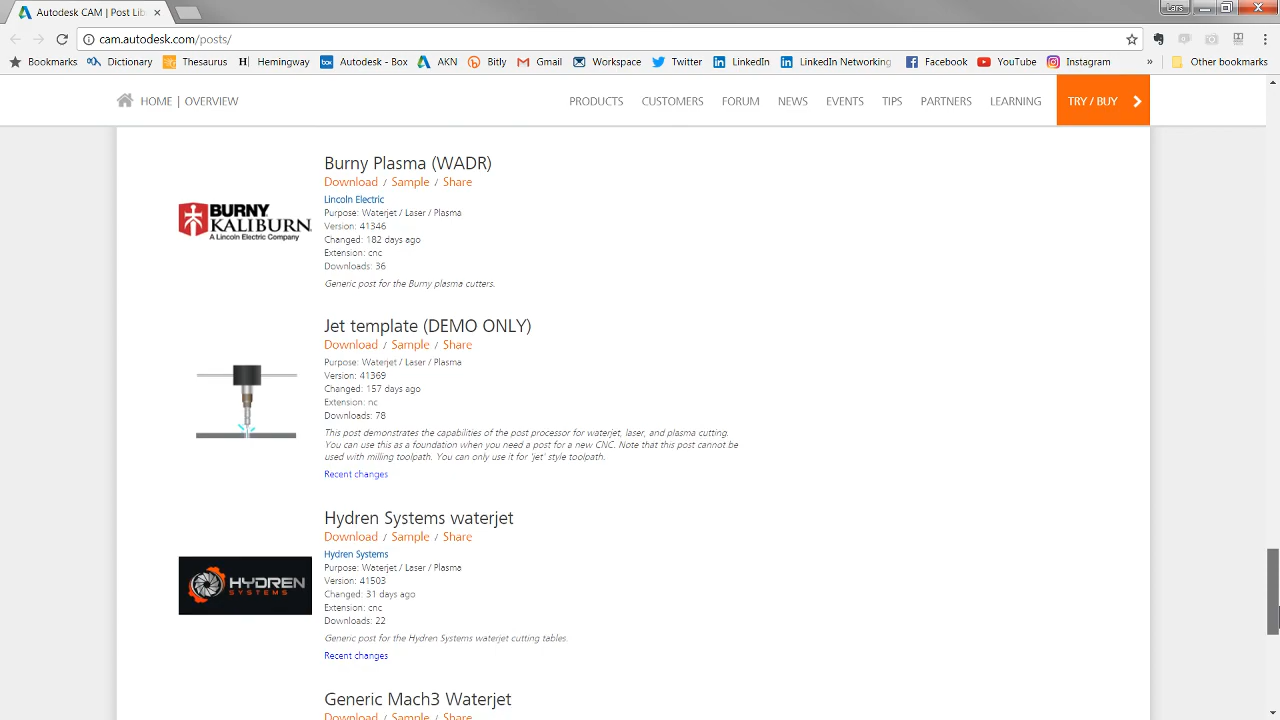 Autodesk CAM | Post Lib
Lars
cam.autodesk.com/posts/
Bookmarks Dictionary Thesaurus Hemingway Autodesk - Box AKN Bitly Gmail Workspace Twitter LinkedIn LinkedIn Networking Facebook YouTube Instagram » Other bookmarks
HOME | OVERVIEW PRODUCTS CUSTOMERS FORUM NEWS EVENTS TIPS PARTNERS LEARNING TRY / BUY
Burny Plasma (WADR)
Download / Sample / Share
Lincoln Electric
BURNY
KALIBURN
A Lincoln Electric Company
Purpose: Waterjet / Laser / Plasma
Version: 41346
Changed: 182 days ago
Extension: cnc
Downloads: 36
Generic post for the Burny plasma cutters.
Jet template (DEMO ONLY)
Download / Sample / Share
Purpose: Waterjet / Laser / Plasma
Version: 41369
Changed: 157 days ago
Extension: nc
Downloads: 78
This post demonstrates the capabilities of the post processor for waterjet, laser, and plasma cutting.
You can use this as a foundation when you need a post for a new CNC. Note that this post cannot be
used with milling toolpath. You can only use it for 'jet' style toolpath.
Recent changes
Hydren Systems waterjet
Download / Sample / Share
Hydren Systems
HYDREN
SYSTEMS
Purpose: Waterjet / Laser / Plasma
Version: 41503
Changed: 31 days ago
Extension: cnc
Downloads: 22
Generic post for the Hydren Systems waterjet cutting tables.
Recent changes
Generic Mach3 Waterjet
Download / Sample / Share